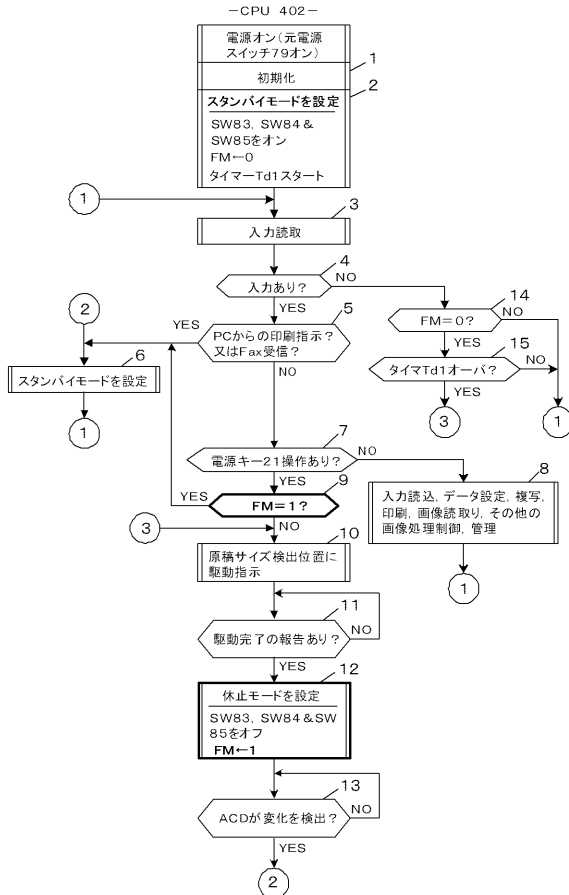 －CPU 402－
電源オン（元電源
スイッチ79オン）
1
初期化
2
スタンバイモードを設定
SW83，SW84＆
SW85をオン
FM←0
タイマーTd1スタート
1
3
入力読取
4
入力あり？
NO
YES
2
5
14
YES
PCからの印刷指示？
又はFax受信？
FM＝0？
NO
YES
6
15
スタンバイモードを設定
NO
タイマTd1オーバ？
NO
YES
1
3
1
7
電源キー21操作あり？
NO
YES
9
8
YES
FM＝1？
入力読込，データ設定，複写，
印刷，画像読取り，その他の
画像処理制御，管理
NO
3
10
原稿サイズ検出位置に
駆動指示
1
11
駆動完了の報告あり？
NO
YES
12
休止モードを設定
SW83，SW84＆SW
85をオフ
FM←1
13
ACDが変化を検出？
NO
YES
2